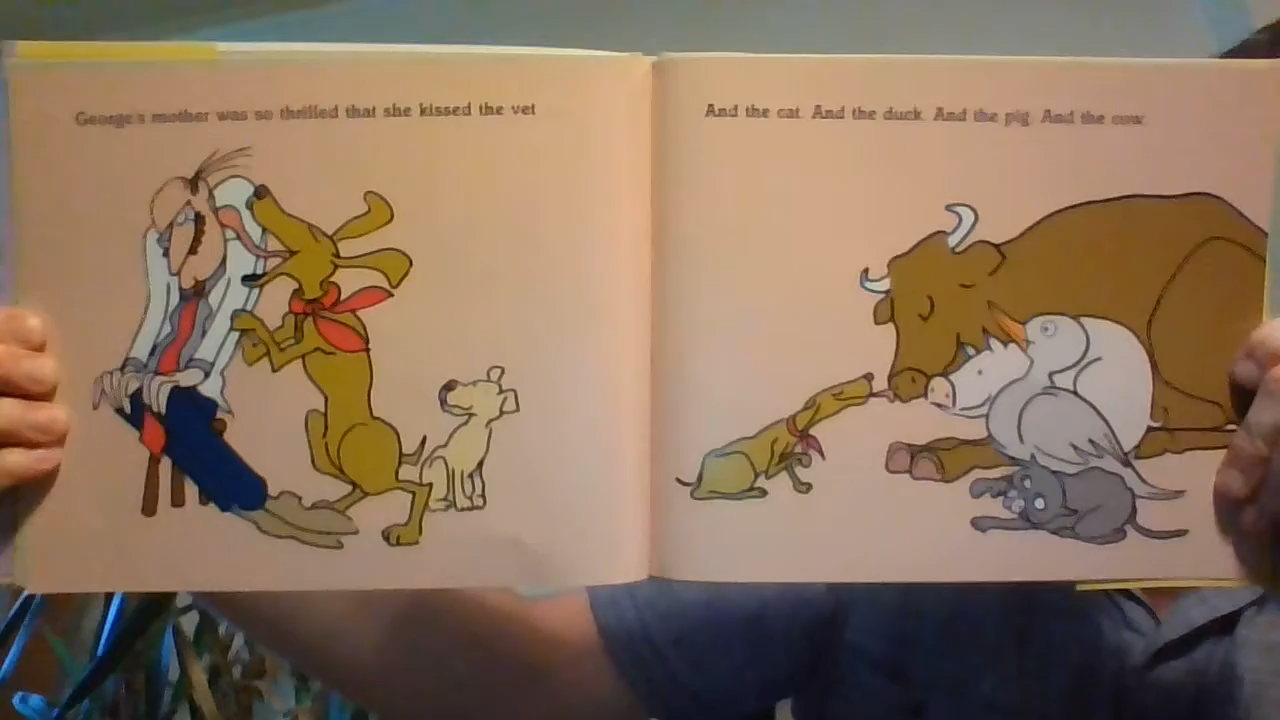 George's mother was so thrilled that she kissed the vet
And the cat. And the duck. And the pig. And the cow.